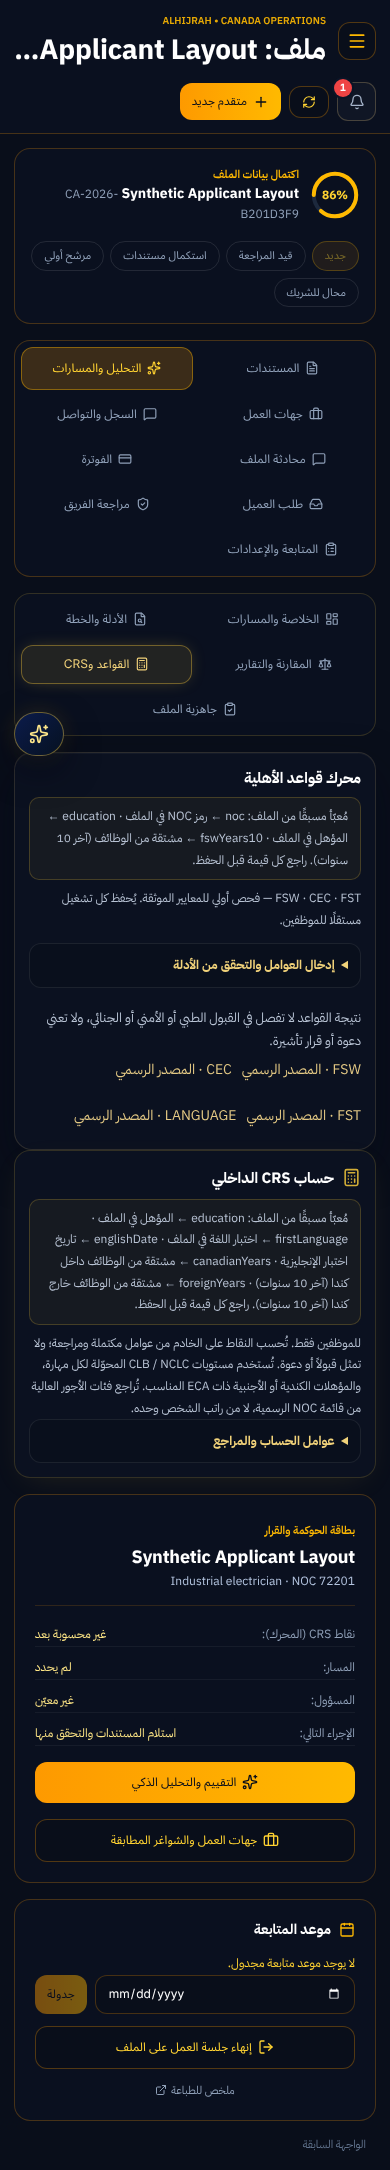 ALHIJRAH • CANADA OPERATIONS
ملف: Applicant Layout...
1
متقدم جديد
86%
اكتمال بيانات الملف
Synthetic Applicant Layout CA-2026-
B201D3F9
جديد
قيد المراجعة
استكمال مستندات
مرشح أولي
محال للشريك
المستندات
التحليل والمسارات
جهات العمل
السجل والتواصل
محادثة الملف
الفوترة
طلب العميل
مراجعة الفريق
المتابعة والإعدادات
الخلاصة والمسارات
الأدلة والخطة
المقارنة والتقارير
القواعد وCRS
جاهزية الملف
محرك قواعد الأهلية
مُعبّأ مسبقًا من الملف: noc ← رمز NOC في الملف · education ←
المؤهل في الملف · fswYears10 ← مشتقة من الوظائف (آخر 10
سنوات). راجع كل قيمة قبل الحفظ.
FSW · CEC · FST — فحص أولي للمعايير الموثقة. يُحفظ كل تشغيل
مستقلًا للموظفين.
◀ إدخال العوامل والتحقق من الأدلة
نتيجة القواعد لا تفصل في القبول الطبي أو الأمني أو الجنائي، ولا تعني
دعوة أو قرار تأشيرة.
FSW · المصدر الرسمي CEC · المصدر الرسمي
FST · المصدر الرسمي LANGUAGE · المصدر الرسمي
حساب CRS الداخلي
مُعبّأ مسبقًا من الملف: education ← المؤهل في الملف ·
firstLanguage ← اختبار اللغة في الملف · englishDate ← تاريخ
اختبار الإنجليزية · canadianYears ← مشتقة من الوظائف داخل
كندا (آخر 10 سنوات) · foreignYears ← مشتقة من الوظائف خارج
كندا (آخر 10 سنوات). راجع كل قيمة قبل الحفظ.
للموظفين فقط. تُحسب النقاط على الخادم من عوامل مكتملة ومراجعة؛ ولا
تمثل قبولًا أو دعوة. تُستخدم مستويات CLB / NCLC المحوّلة لكل مهارة،
والمؤهلات الكندية أو الأجنبية ذات ECA المناسب. تُراجع فئات الأجور العالية
من قائمة NOC الرسمية، لا من راتب الشخص وحده.
◀ عوامل الحساب والمراجع
بطاقة الحوكمة والقرار
Synthetic Applicant Layout
Industrial electrician · NOC 72201
نقاط CRS (المحرك): غير محسوبة بعد
المسار: لم يحدد
المسؤول: غير معيّن
الإجراء التالي: استلام المستندات والتحقق منها
التقييم والتحليل الذكي
جهات العمل والشواغر المطابقة
موعد المتابعة
لا يوجد موعد متابعة مجدول.
mm/dd/yyyy
جدولة
إنهاء جلسة العمل على الملف
ملخص للطباعة
الواجهة السابقة